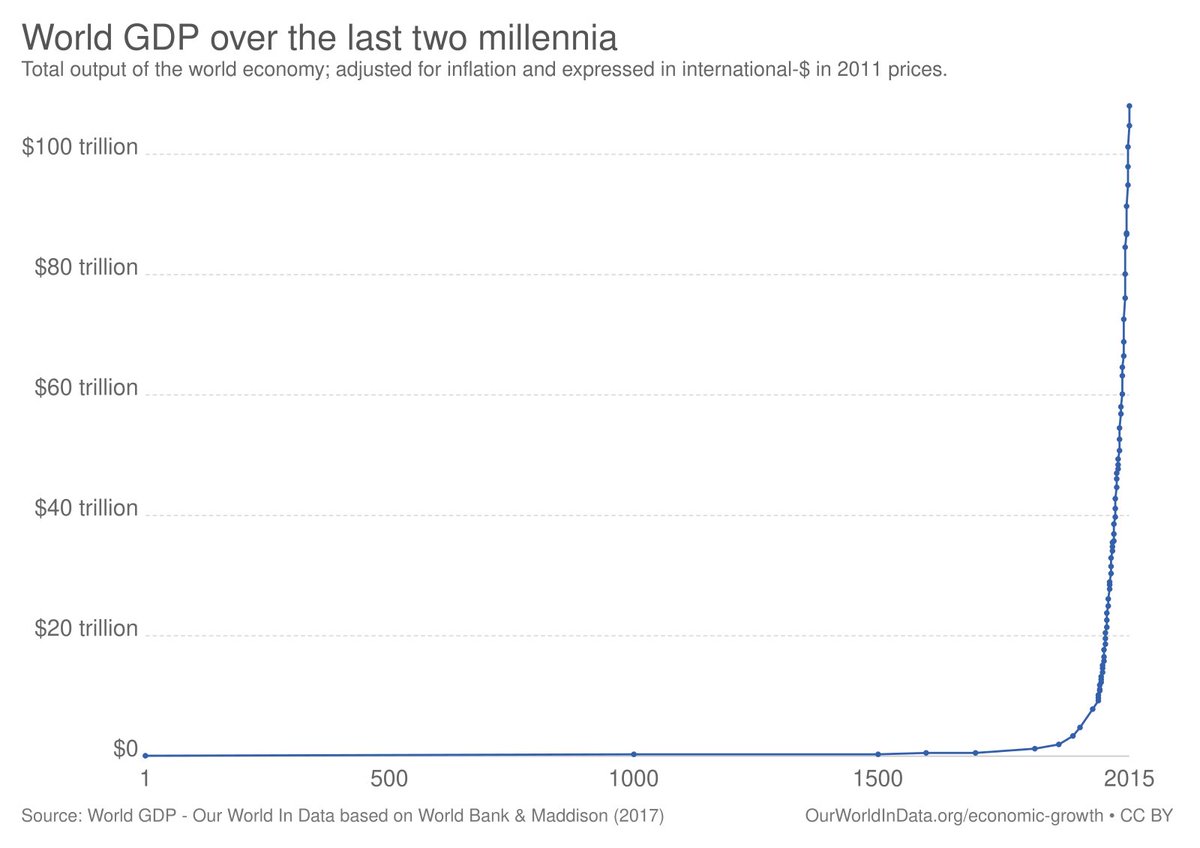 World GDP over the last two millennia
Total output of the world economy; adjusted for inflation and expressed in international-$ in 2011 prices.
$100 trillion
$80 trillion
$60 trillion
$40 trillion
$20 trillion
$0
1 500 1000 1500 2015
Source: World GDP - Our World In Data based on World Bank & Maddison (2017) OurWorldInData.org/economic-growth • CC BY